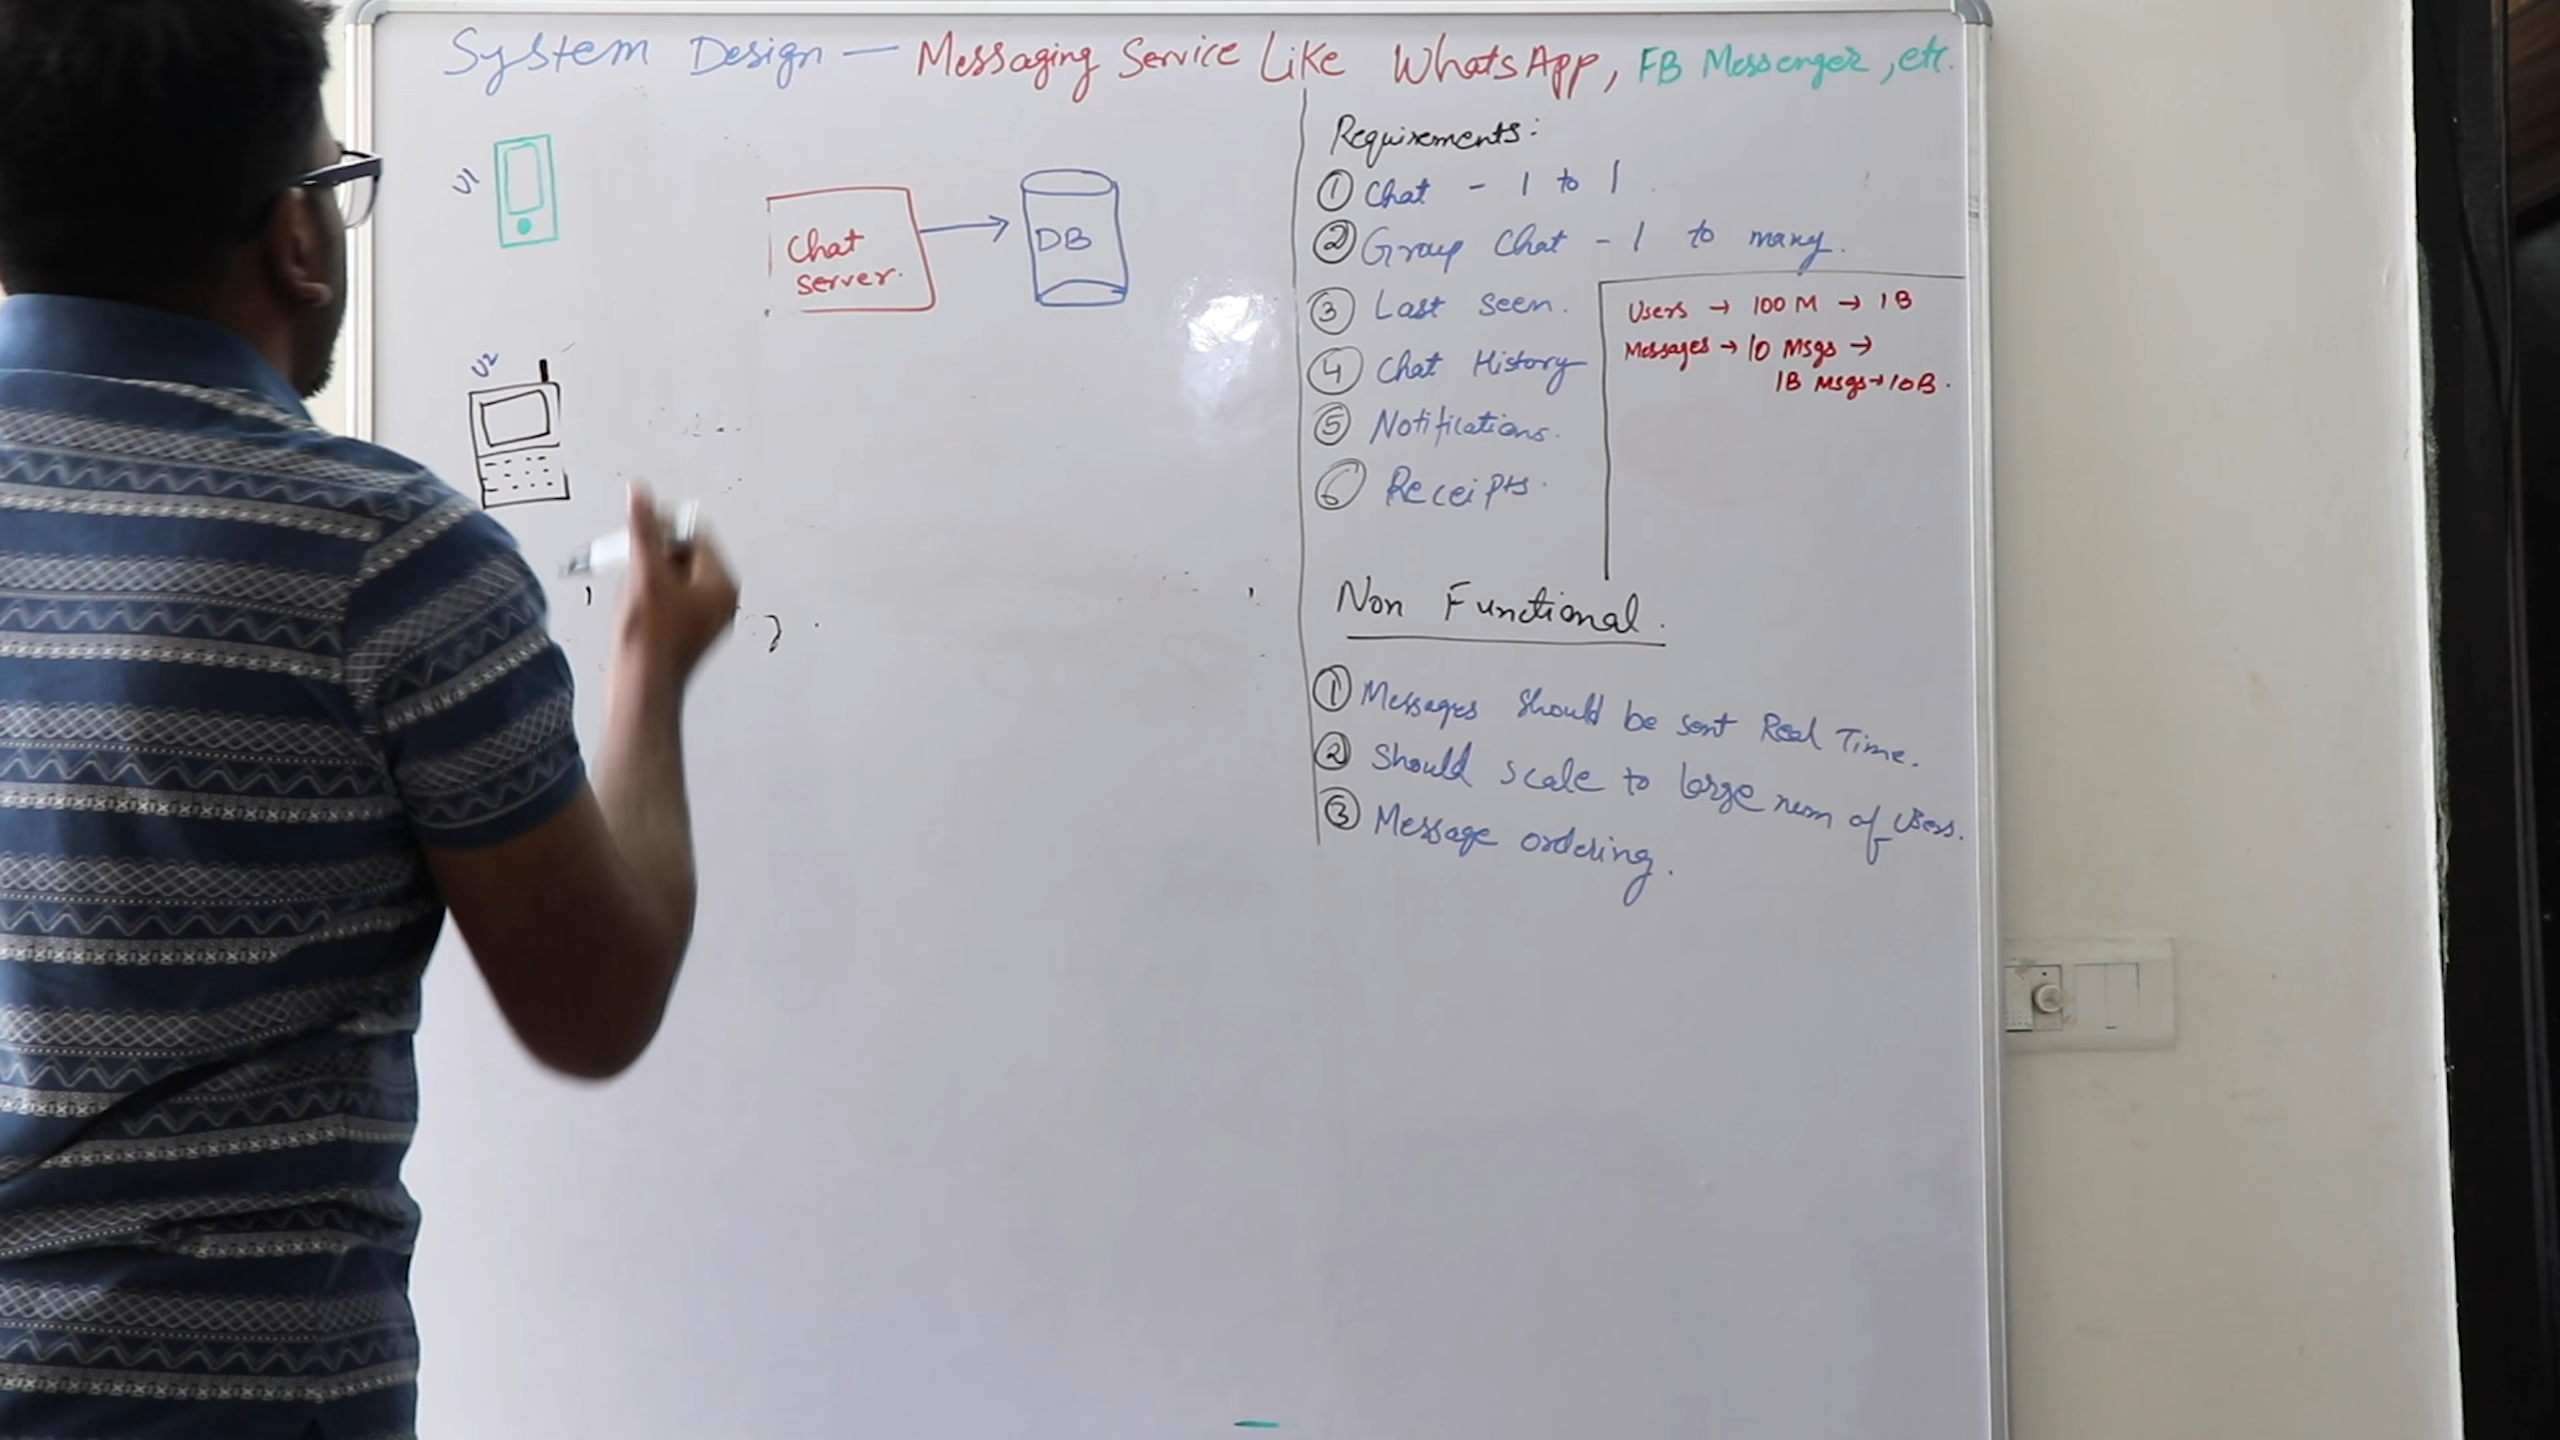 System Design — Messaging Service Like WhatsApp, FB Messenger, etc.
U1
Chat
server.
DB
U2
Requirements:
① Chat - 1 to 1
② Group Chat - 1 to many.
③ Last seen.
④ Chat History
⑤ Notifications.
⑥ Receipts.
Users → 100 M → 1B
Messages → 10 Msgs →
1B Msgs → 10B.
Non Functional.
① Messages Should be sent Real Time.
② Should scale to large num of users.
③ Message ordering.